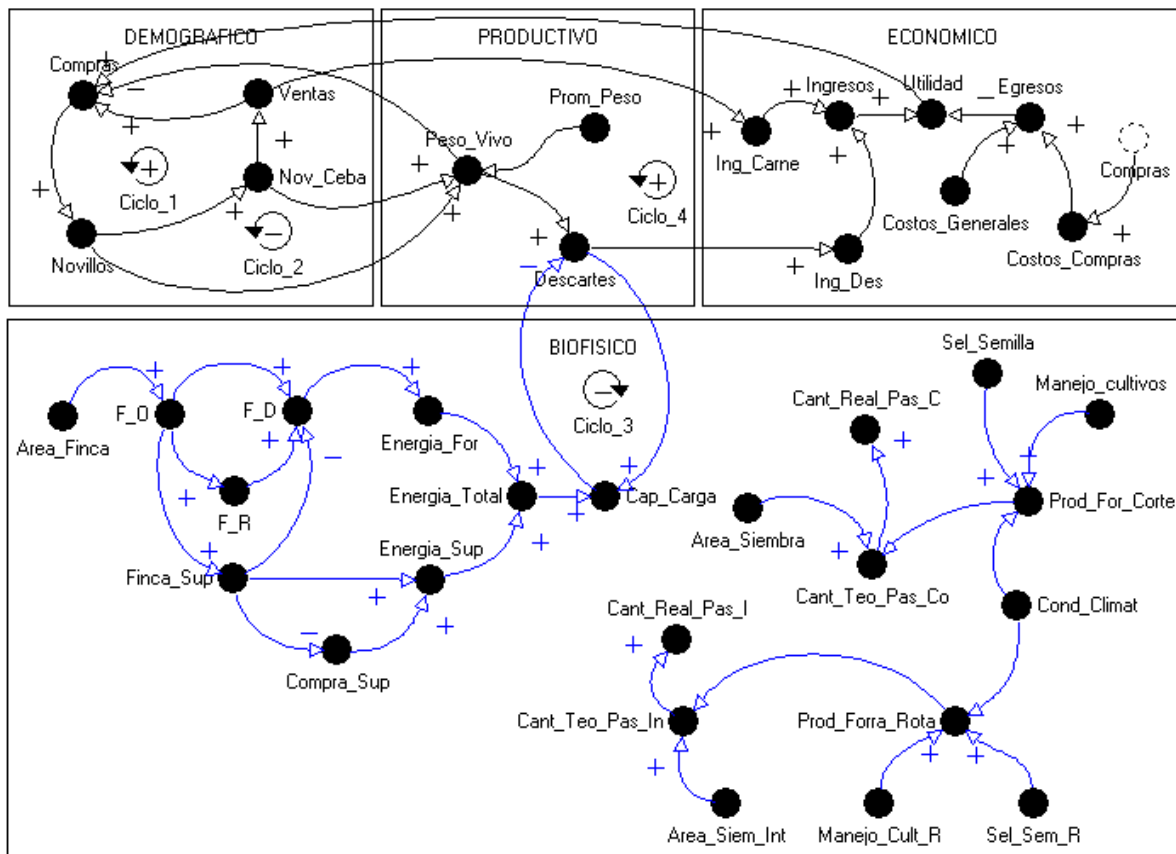 DEMOGRAFICO
PRODUCTIVO
ECONOMICO
Compras
Ventas
Prom_Peso
Ingresos
Utilidad
Egresos
Peso_Vivo
Ing_Carne
Compras
Nov_Ceba
Ciclo_1
Ciclo_4
Costos_Generales
Novillos
Ciclo_2
Descartes
Ing_Des
Costos_Compras
BIOFISICO
Sel_Semilla
Manejo_cultivos
Cant_Real_Pas_C
Area_Finca
F_O
F_D
Energia_For
Ciclo_3
Energia_Total
Cap_Carga
Prod_For_Corte
F_R
Area_Siembra
Energia_Sup
Finca_Sup
Cant_Teo_Pas_Co
Cant_Real_Pas_I
Cond_Climat
Compra_Sup
Cant_Teo_Pas_In
Prod_Forra_Rota
Area_Siem_Int
Manejo_Cult_R
Sel_Sem_R